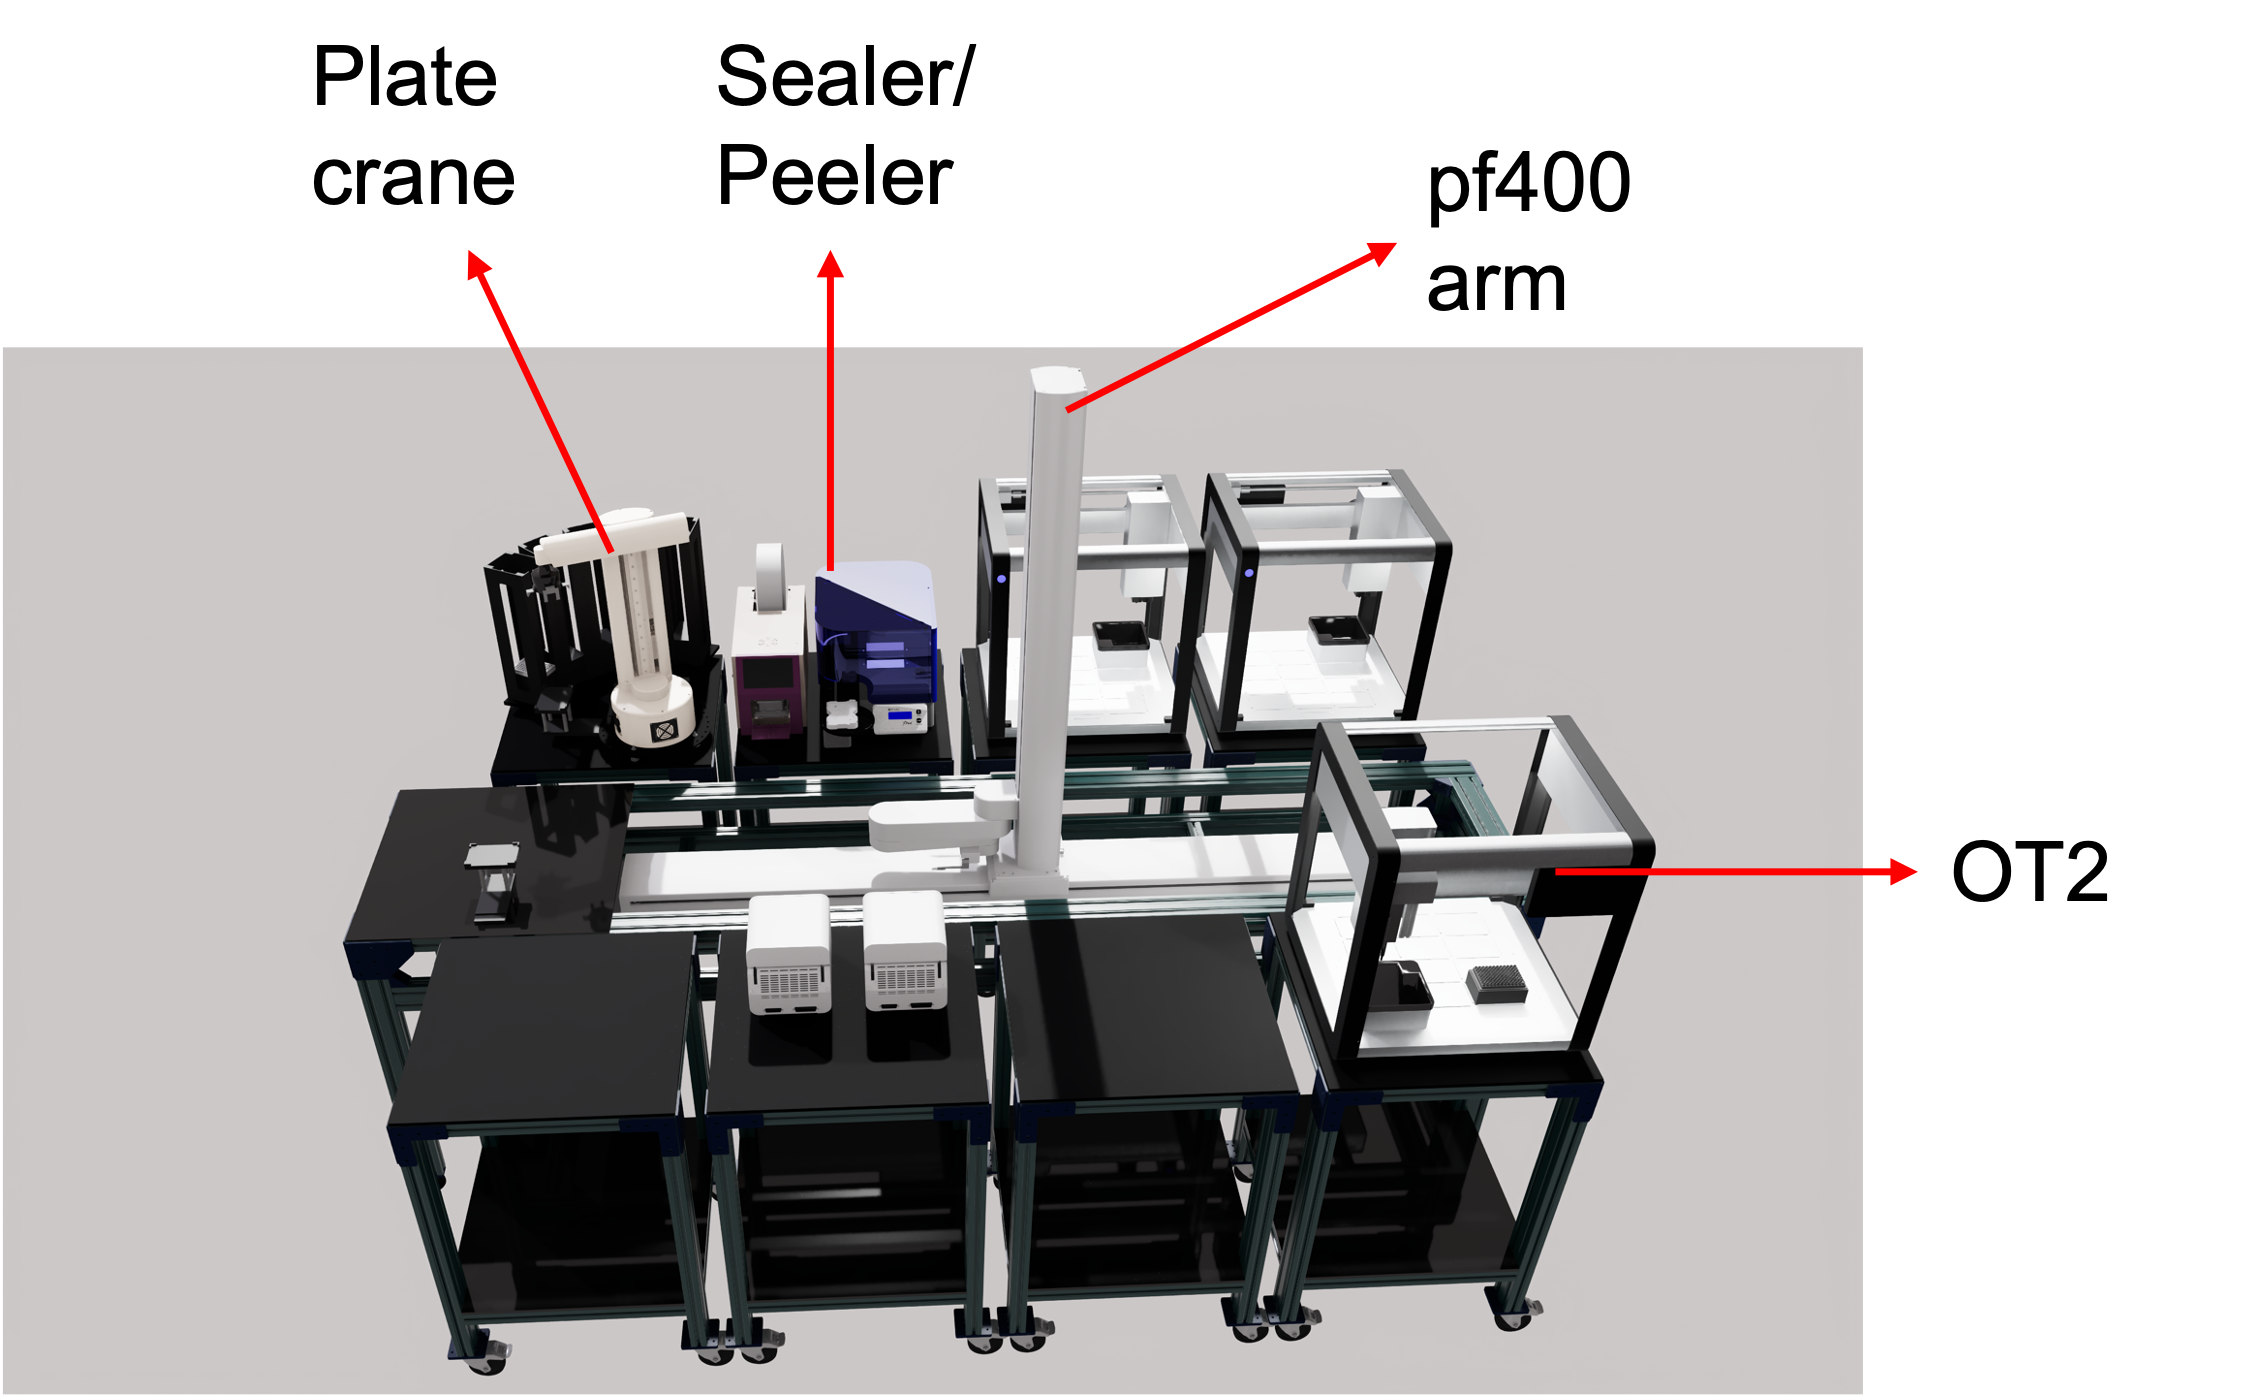 Plate
crane
Sealer/
Peeler
pf400
arm
OT2